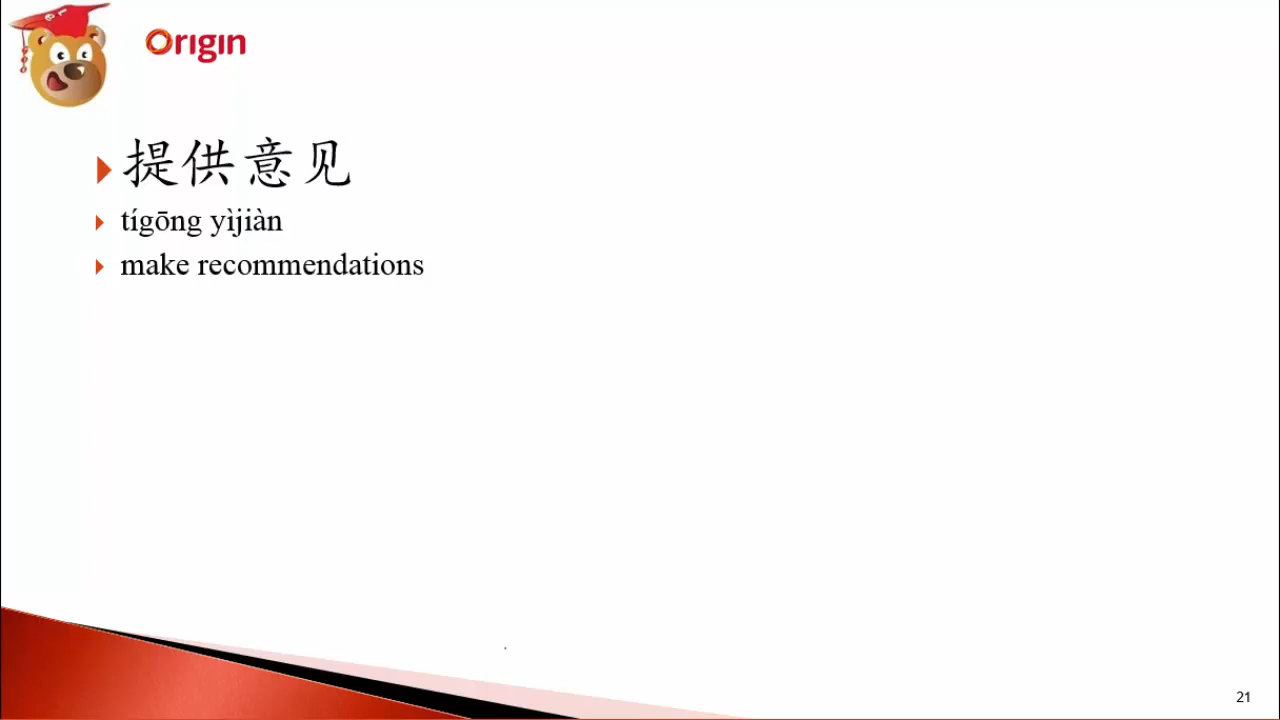 Origin
提供意见
tígōng yìjiàn
make recommendations
21